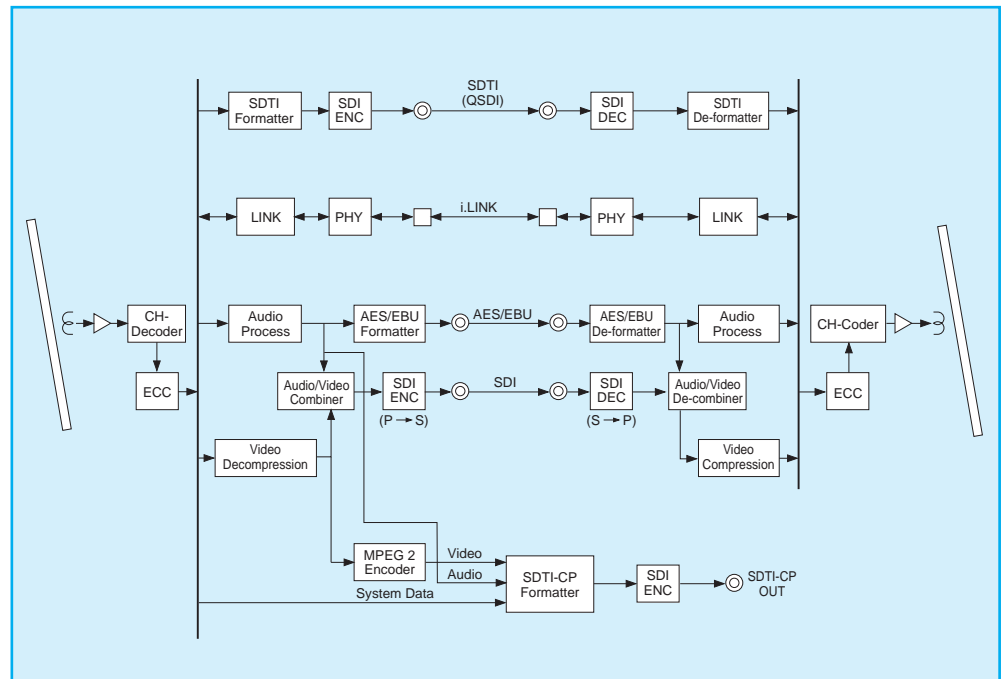 SDTI
(QSDI)
SDTI
Formatter
SDI
ENC
SDI
DEC
SDTI
De-formatter
LINK
PHY
i.LINK
PHY
LINK
CH-
Decoder
Audio
Process
AES/EBU
Formatter
AES/EBU
AES/EBU
De-formatter
Audio
Process
CH-Coder
ECC
Audio/Video
Combiner
SDI
ENC
(P → S)
SDI
SDI
DEC
(S → P)
Audio/Video
De-combiner
ECC
Video
Decompression
Video
Compression
MPEG 2
Encoder
Video
Audio
System Data
SDTI-CP
Formatter
SDI
ENC
SDTI-CP
OUT